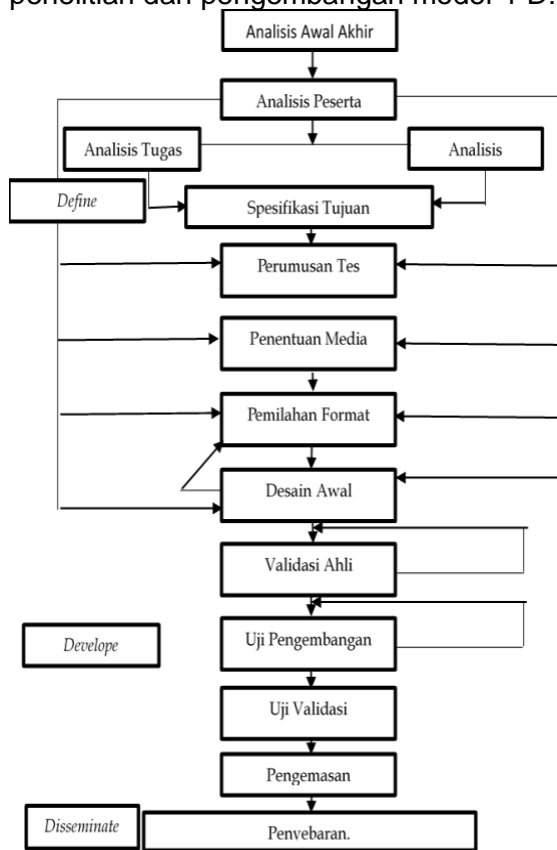 penelitian dan pengembangan model 4-D.
Analisis Awal Akhir
Analisis Peserta
Analisis Tugas
Analisis
Define
Spesifikasi Tujuan
Perumusan Tes
Penentuan Media
Pemilahan Format
Desain Awal
Validasi Ahli
Develope
Uji Pengembangan
Uji Validasi
Pengemasan
Disseminate
Penyebaran.